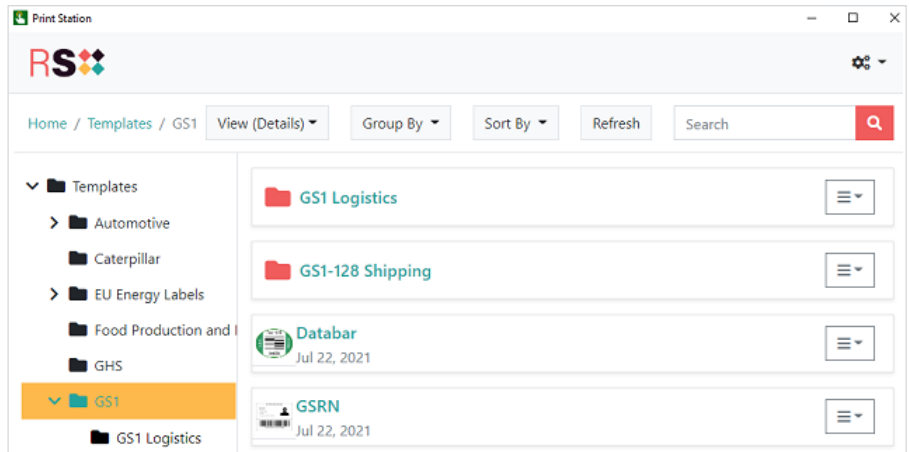 Print Station
RS
Home / Templates / GS1 View (Details) Group By Sort By Refresh Search
Templates
Automotive
Caterpillar
EU Energy Labels
Food Production and
GHS
GS1
GS1 Logistics
GS1 Logistics
GS1-128 Shipping
Databar
Jul 22, 2021
GSRN
Jul 22, 2021